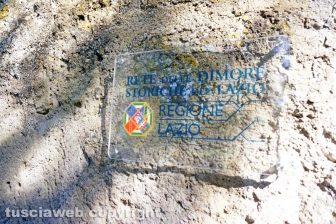 RETE DELLE DIMORE
STORICHE DEL LAZIO
REGIONE
LAZIO
tusciaweb copyright